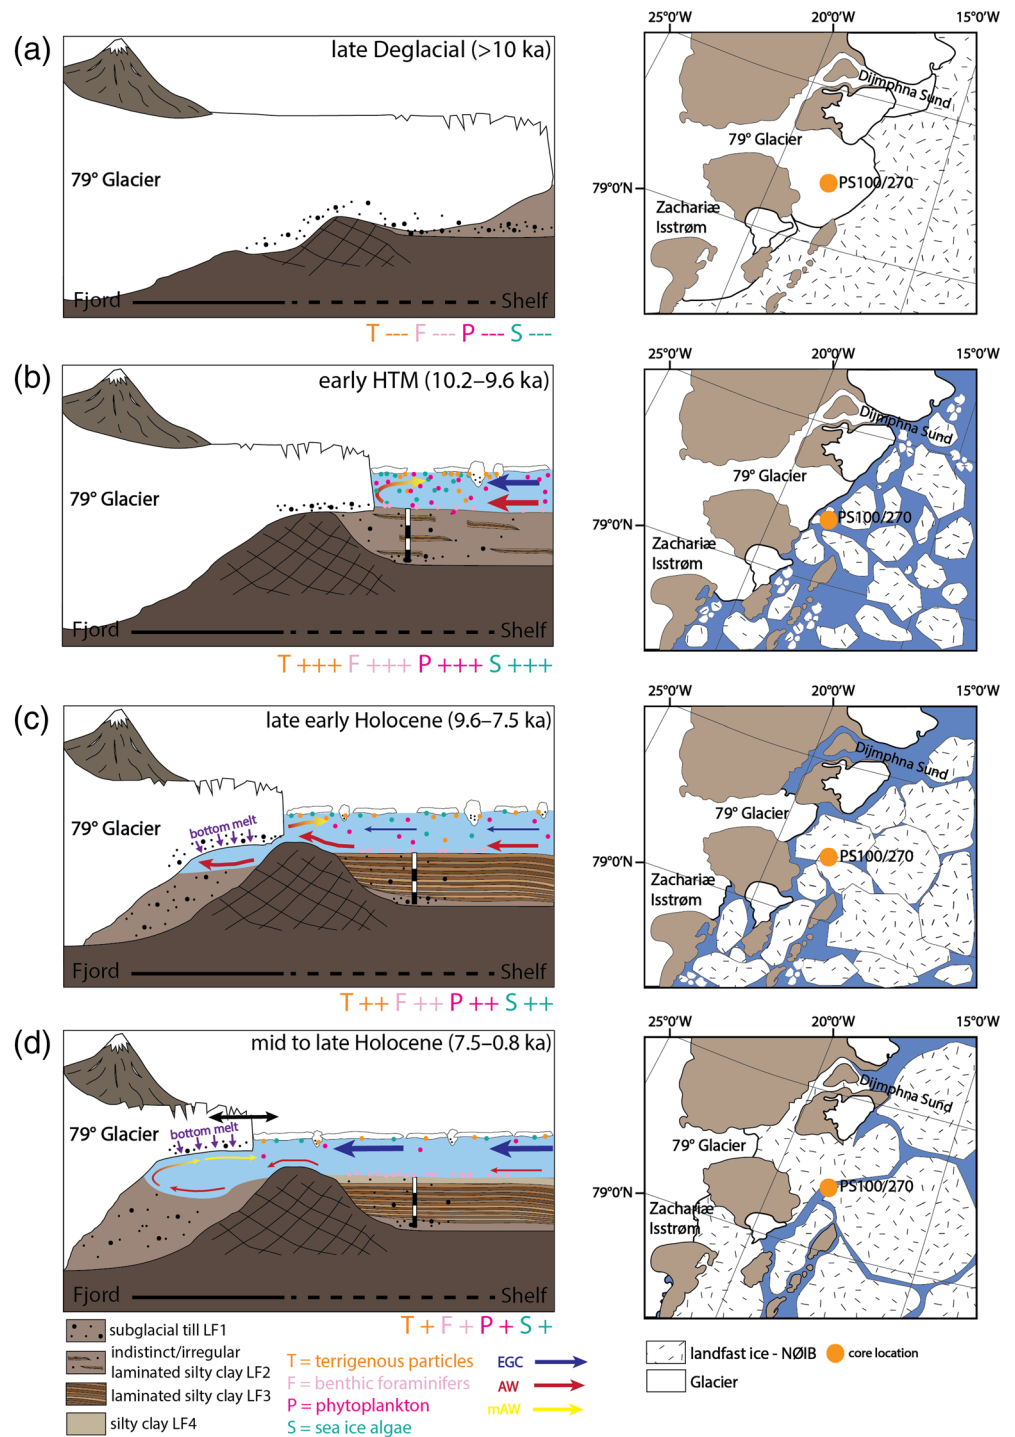 (a)
late Deglacial (>10 ka)
79° Glacier
Fjord
Shelf
T --- F --- P --- S ---
25°0'W
20°0'W
15°0'W
Dijmphna Sund
79° Glacier
79°0'N
PS100/270
Zachariæ
Isstrøm
(b)
early HTM (10.2–9.6 ka)
79° Glacier
Fjord
Shelf
T +++ F +++ P +++ S +++
25°0'W
20°0'W
15°0'W
Dijmphna Sund
79° Glacier
79°0'N
PS100/270
Zachariæ
Isstrøm
(c)
late early Holocene (9.6–7.5 ka)
79° Glacier
bottom melt
Fjord
Shelf
T ++ F ++ P ++ S ++
25°0'W
20°0'W
15°0'W
Dijmphna Sund
79° Glacier
79°0'N
PS100/270
Zachariæ
Isstrøm
(d)
mid to late Holocene (7.5–0.8 ka)
79° Glacier
bottom melt
Fjord
Shelf
T + F + P + S +
25°0'W
20°0'W
15°0'W
Dijmphna Sund
79° Glacier
79°0'N
PS100/270
Zachariæ
Isstrøm
subglacial till LF1
indistinct/irregular
laminated silty clay LF2
laminated silty clay LF3
silty clay LF4
T = terrigenous particles
F = benthic foraminifers
P = phytoplankton
S = sea ice algae
EGC
AW
mAW
landfast ice - NØIB
core location
Glacier